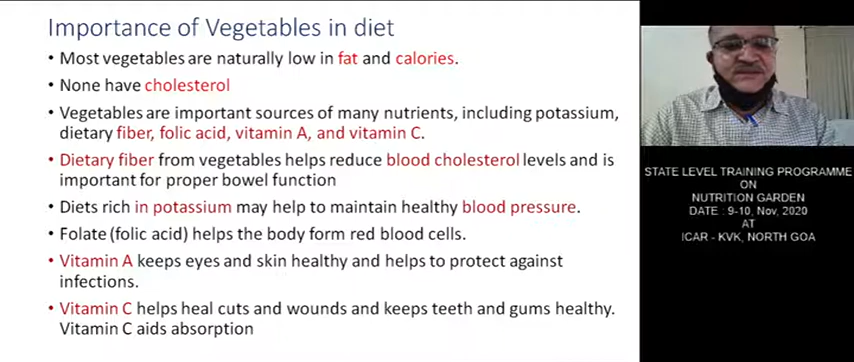 Importance of Vegetables in diet
• Most vegetables are naturally low in fat and calories.
• None have cholesterol
• Vegetables are important sources of many nutrients, including potassium,
dietary fiber, folic acid, vitamin A, and vitamin C.
• Dietary fiber from vegetables helps reduce blood cholesterol levels and is
important for proper bowel function
• Diets rich in potassium may help to maintain healthy blood pressure.
• Folate (folic acid) helps the body form red blood cells.
• Vitamin A keeps eyes and skin healthy and helps to protect against
infections.
• Vitamin C helps heal cuts and wounds and keeps teeth and gums healthy.
Vitamin C aids absorption
STATE LEVEL TRAINING PROGRAMME
ON
NUTRITION GARDEN
DATE : 9-10, Nov, 2020
AT
ICAR - KVK, NORTH GOA